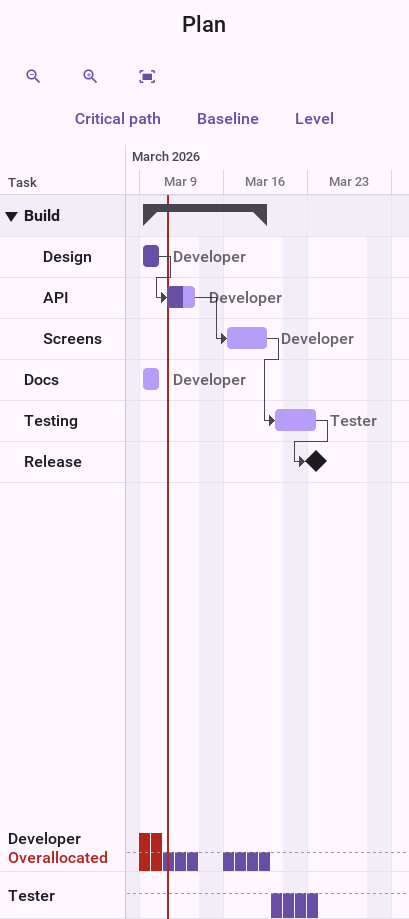 Plan
Critical path Baseline Level
March 2026
Task Mar 9 Mar 16 Mar 23
Build
Design Developer
API Developer
Screens Developer
Docs Developer
Testing Tester
Release
Developer
Overallocated
Tester